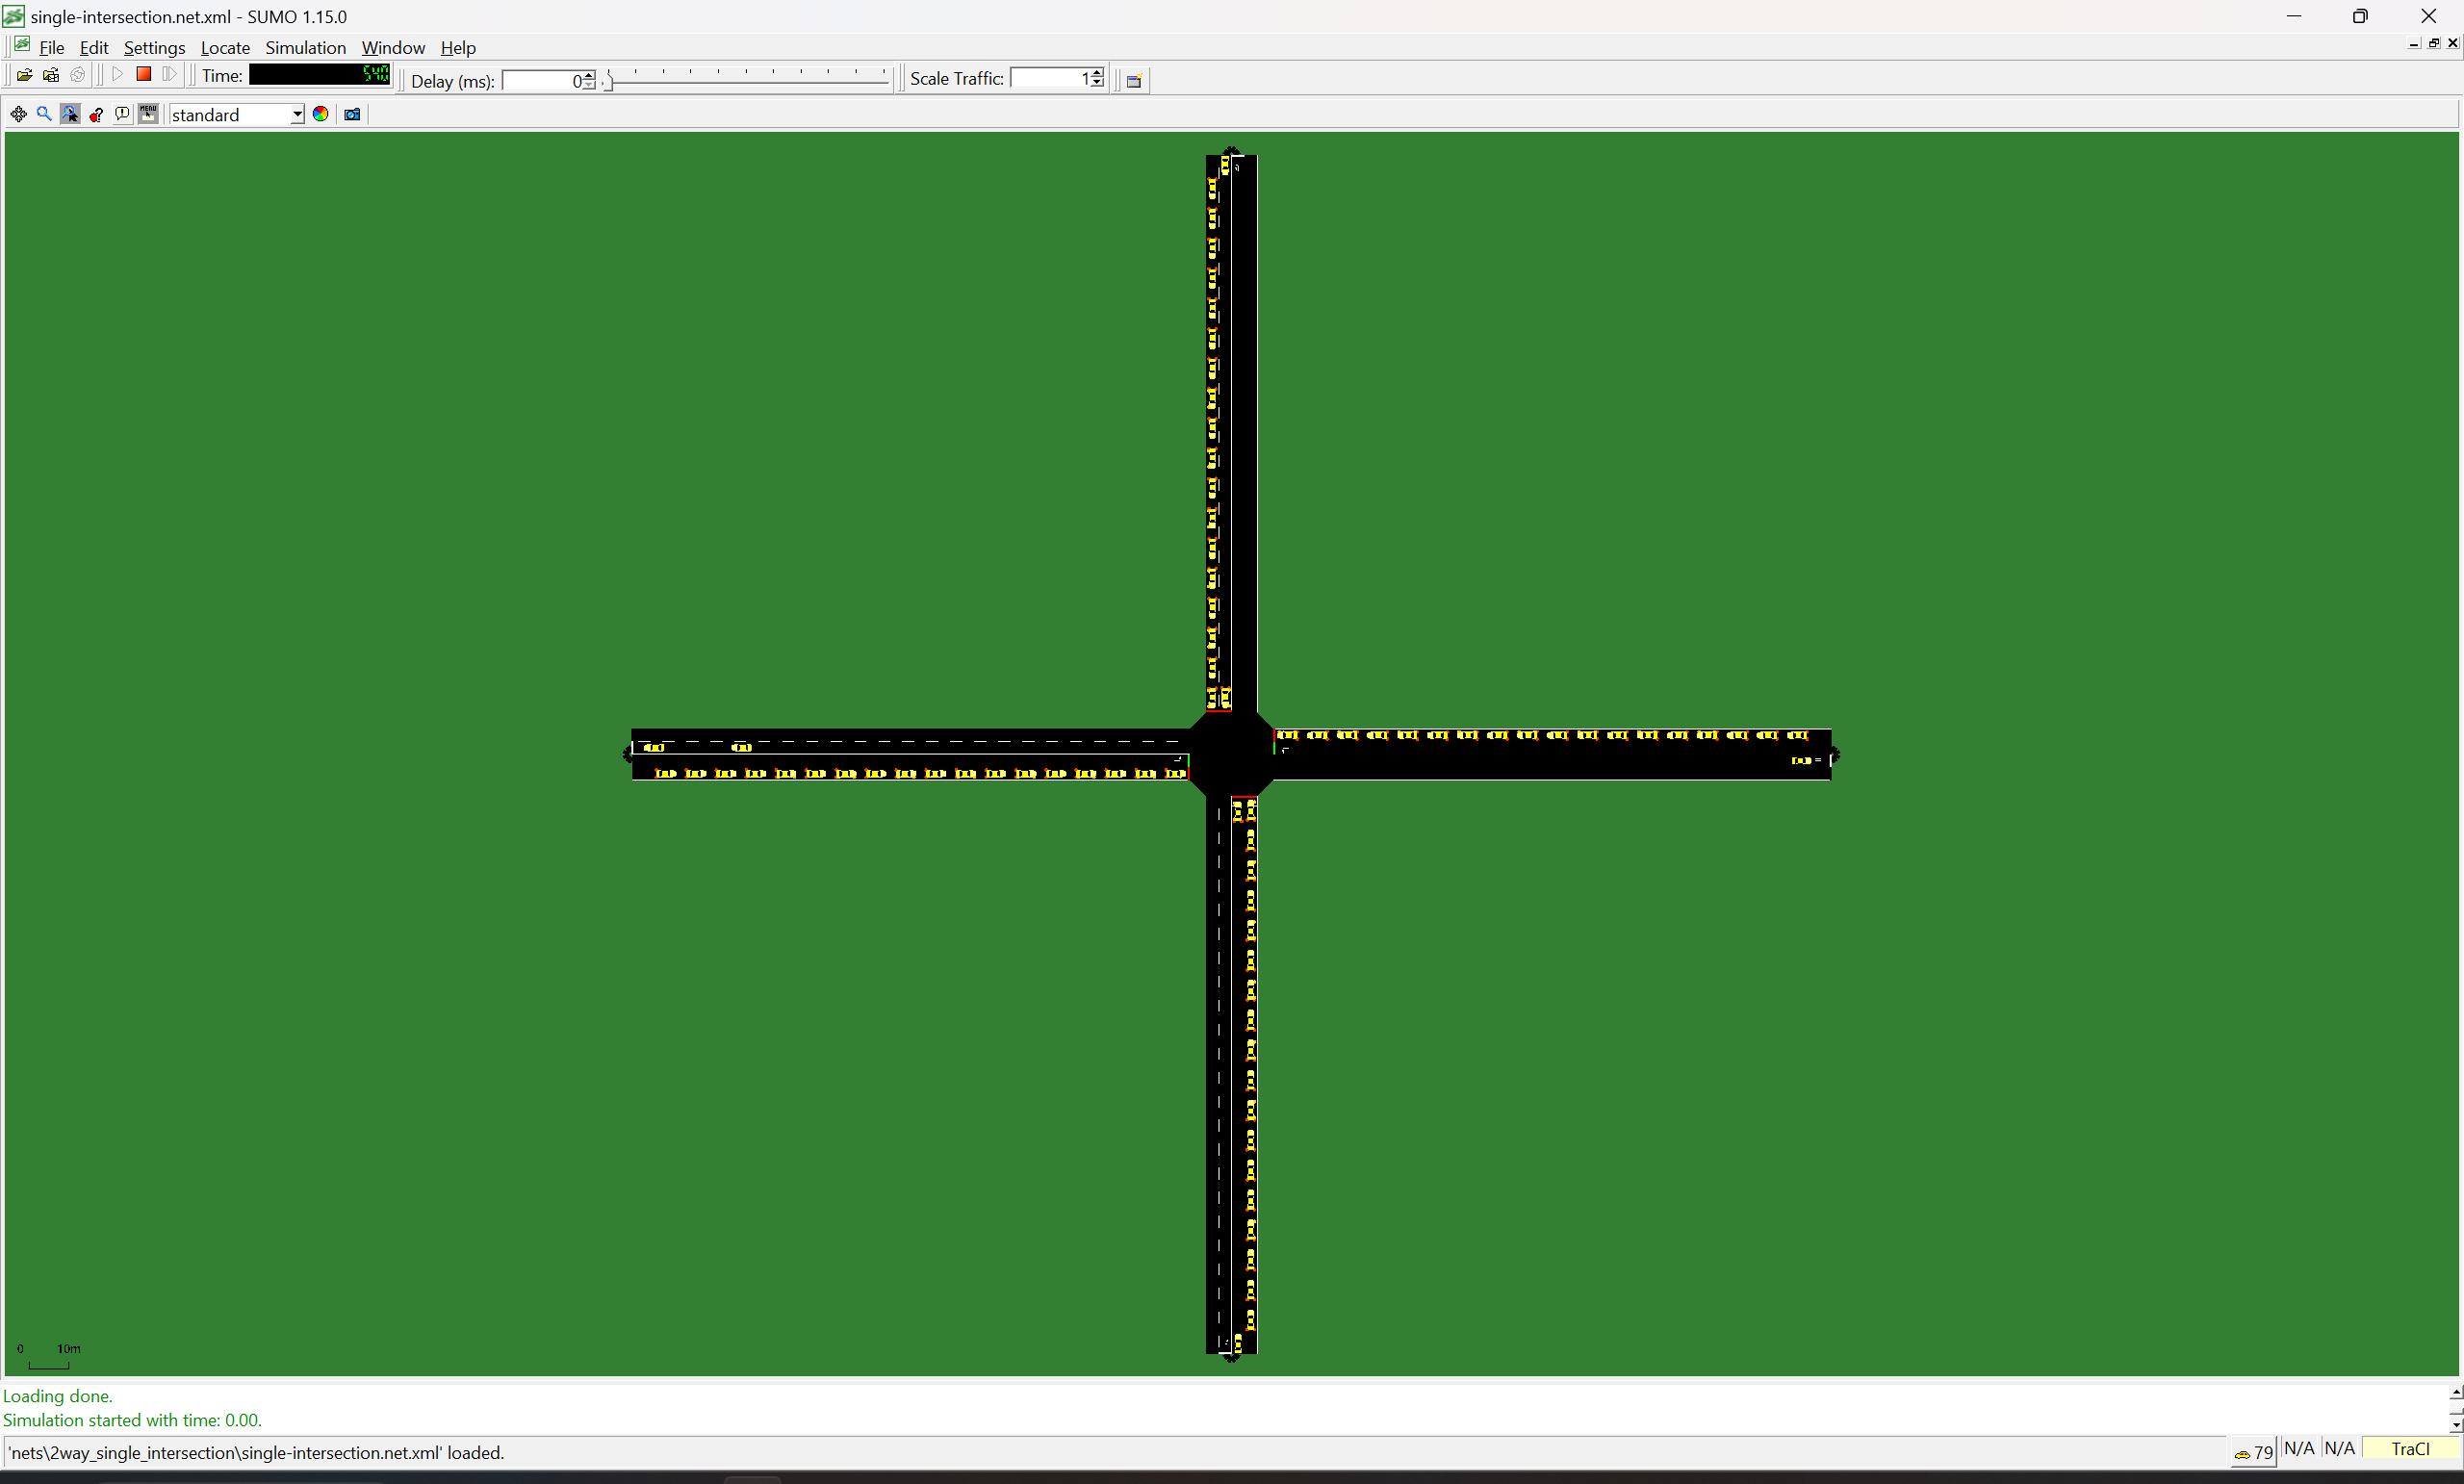 single-intersection.net.xml - SUMO 1.15.0
File Edit Settings Locate Simulation Window Help
Time: 540 Delay (ms): 0 Scale Traffic: 1
MENU standard
0 10m
Loading done.
Simulation started with time: 0.00.
'nets\2way_single_intersection\single-intersection.net.xml' loaded. 79 N/A N/A TraCI